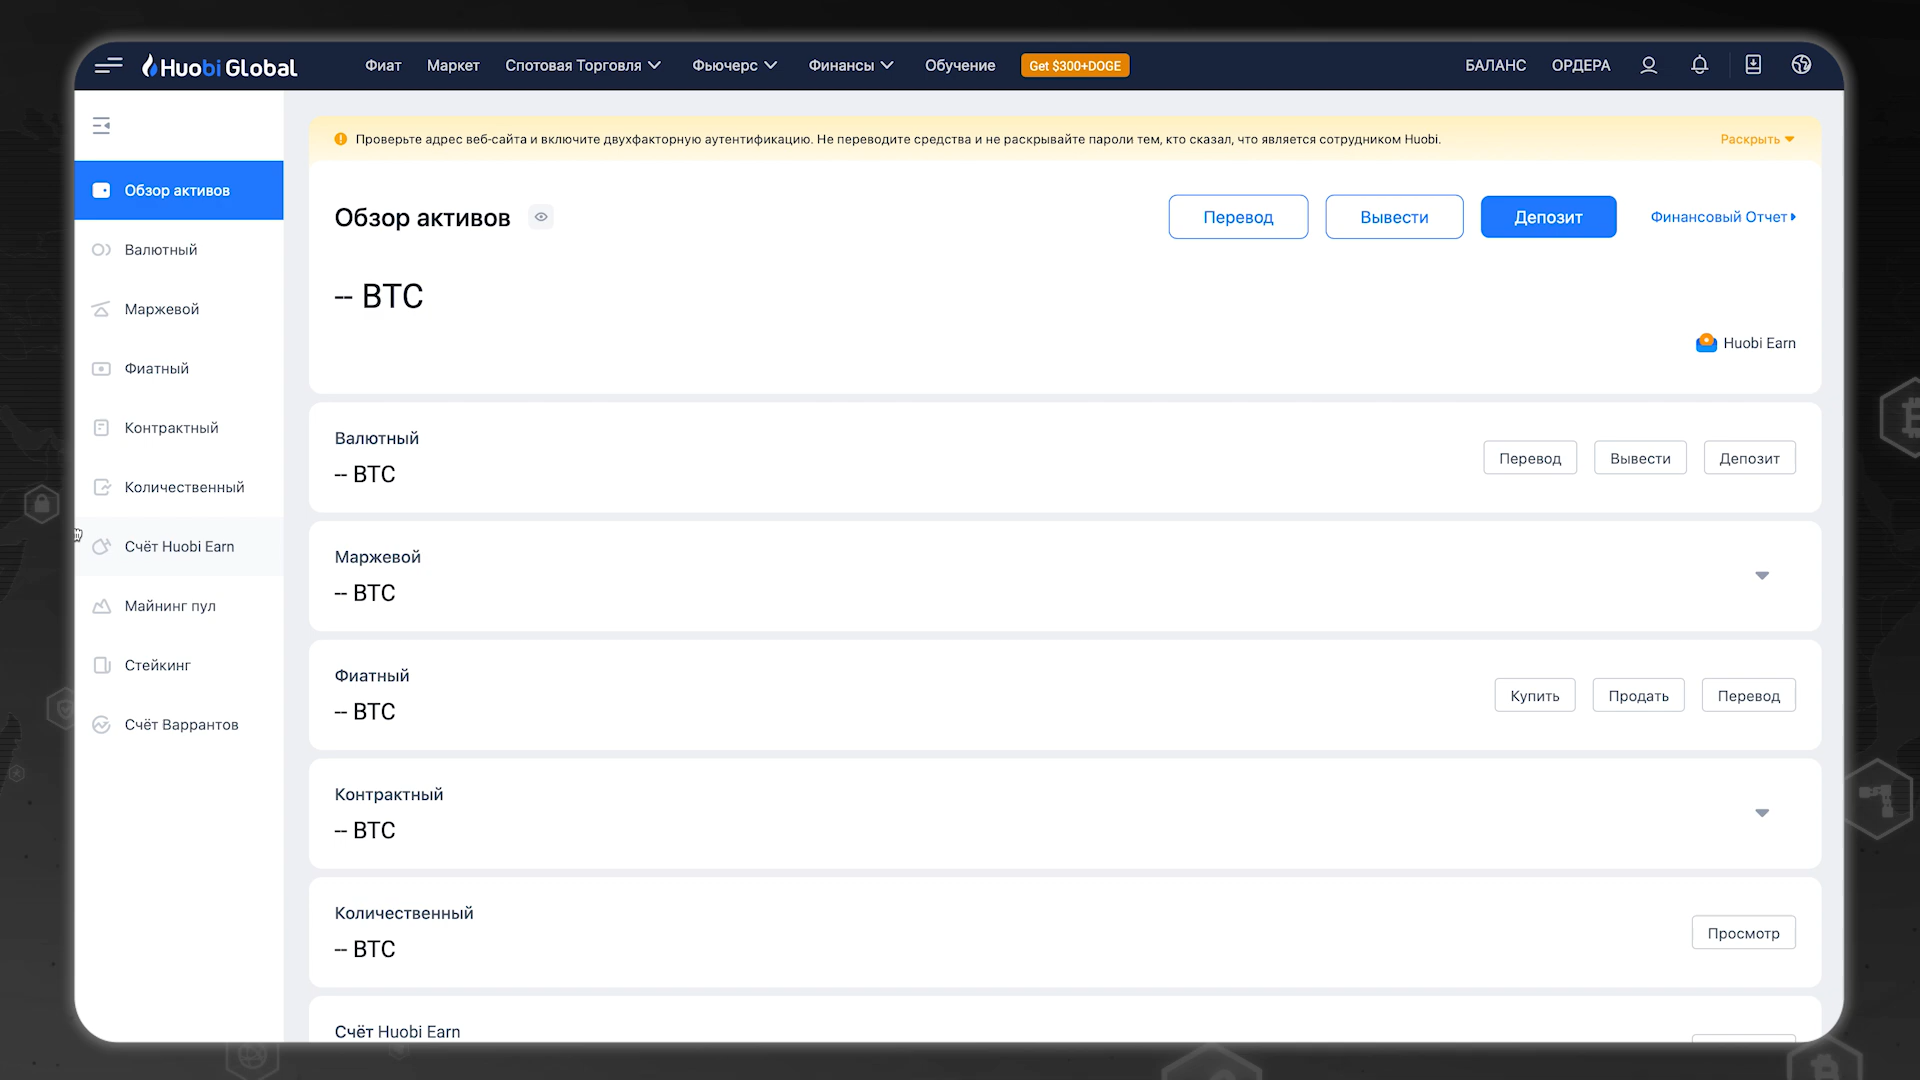 Huobi Global
Фиат
Маркет
Спотовая Торговля
Фьючерс
Финансы
Обучение
Get $300+DOGE
БАЛАНС
ОРДЕРА
Проверьте адрес веб-сайта и включите двухфакторную аутентификацию. Не переводите средства и не раскрывайте пароли тем, кто сказал, что является сотрудником Huobi.
Раскрыть
Обзор активов
Валютный
Маржевой
Фиатный
Контрактный
Количественный
Счёт Huobi Earn
Майнинг пул
Стейкинг
Счёт Варрантов
Обзор активов
Перевод
Вывести
Депозит
Финансовый Отчет
-- BTC
Huobi Earn
Валютный
-- BTC
Перевод
Вывести
Депозит
Маржевой
-- BTC
Фиатный
-- BTC
Купить
Продать
Перевод
Контрактный
-- BTC
Количественный
-- BTC
Просмотр
Счёт Huobi Earn